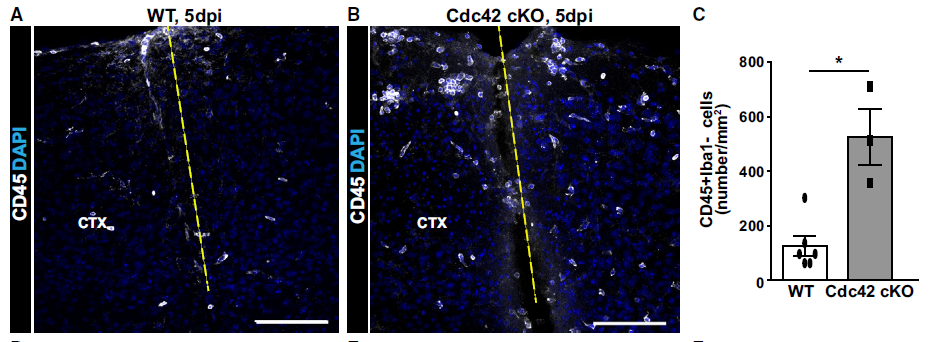 A
WT, 5dpi
CD45 DAPI
CTX
B
Cdc42 cKO, 5dpi
CD45 DAPI
CTX
C
CD45+Iba1- cells
(number/mm²)
800
600
400
200
0
*
WT Cdc42 cKO